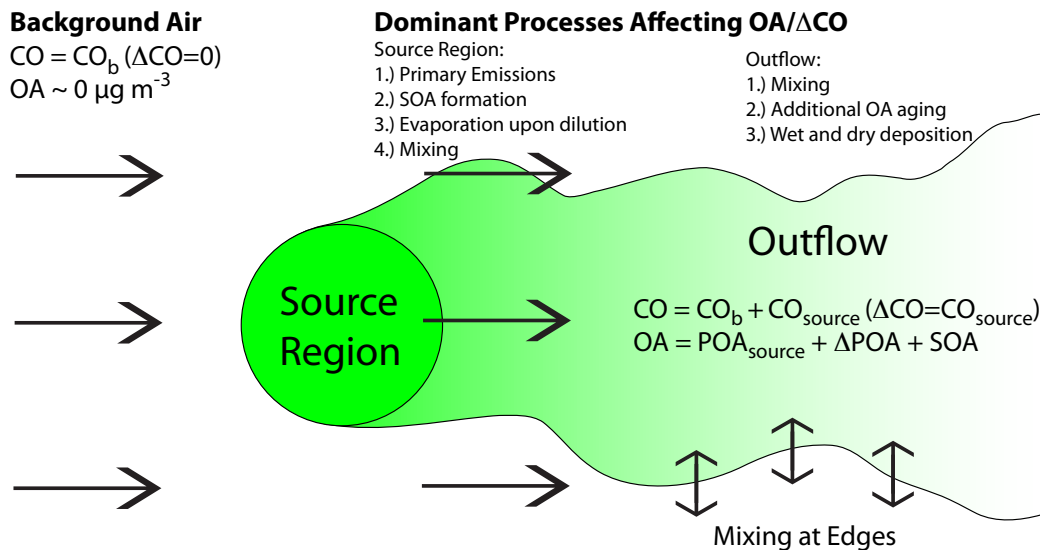 Background Air
CO = CO_b (ΔCO=0)
OA ~ 0 µg m^-3
Dominant Processes Affecting OA/ΔCO
Source Region:
1.) Primary Emissions
2.) SOA formation
3.) Evaporation upon dilution
4.) Mixing
Outflow:
1.) Mixing
2.) Additional OA aging
3.) Wet and dry deposition
Source
Region
Outflow
CO = CO_b + CO_source (ΔCO=CO_source)
OA = POA_source + ΔPOA + SOA
Mixing at Edges